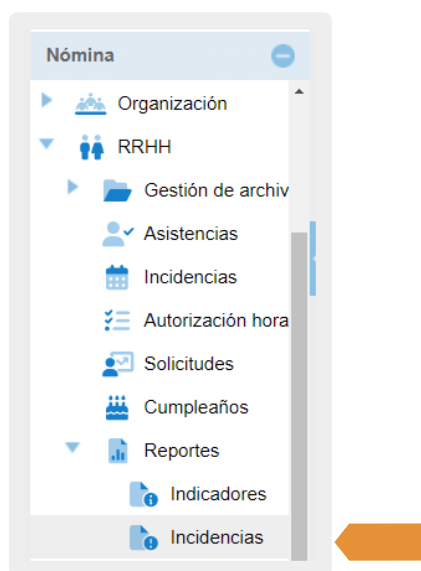 Nómina
Organización
RRHH
Gestión de archiv
Asistencias
Incidencias
Autorización hora
Solicitudes
Cumpleaños
Reportes
Indicadores
Incidencias